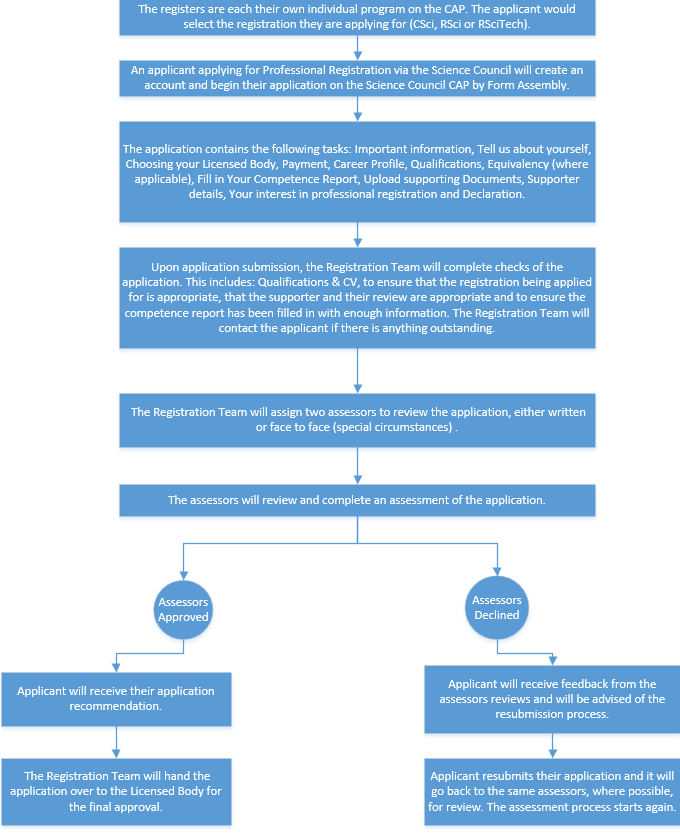 The registers are each their own individual program on the CAP. The applicant would
select the registration they are applying for (CSci, RSci or RSciTech).
An applicant applying for Professional Registration via the Science Council will create an
account and begin their application on the Science Council CAP by Form Assembly.
The application contains the following tasks: Important information, Tell us about yourself,
Choosing your Licensed Body, Payment, Career Profile, Qualifications, Equivalency (where
applicable), Fill in Your Competence Report, Upload supporting Documents, Supporter
details, Your interest in professional registration and Declaration.
Upon application submission, the Registration Team will complete checks of the
application. This includes: Qualifications & CV, to ensure that the registration being applied
for is appropriate, that the supporter and their review are appropriate and to ensure the
competence report has been filled in with enough information. The Registration Team will
contact the applicant if there is anything outstanding.
The Registration Team will assign two assessors to review the application, either written
or face to face (special circumstances) .
The assessors will review and complete an assessment of the application.
Assessors
Approved
Assessors
Declined
Applicant will receive their application
recommendation.
Applicant will receive feedback from the
assessors reviews and will be advised of the
resubmission process.
The Registration Team will hand the
application over to the Licensed Body for
the final approval.
Applicant resubmits their application and it will
go back to the same assessors, where possible,
for review. The assessment process starts again.